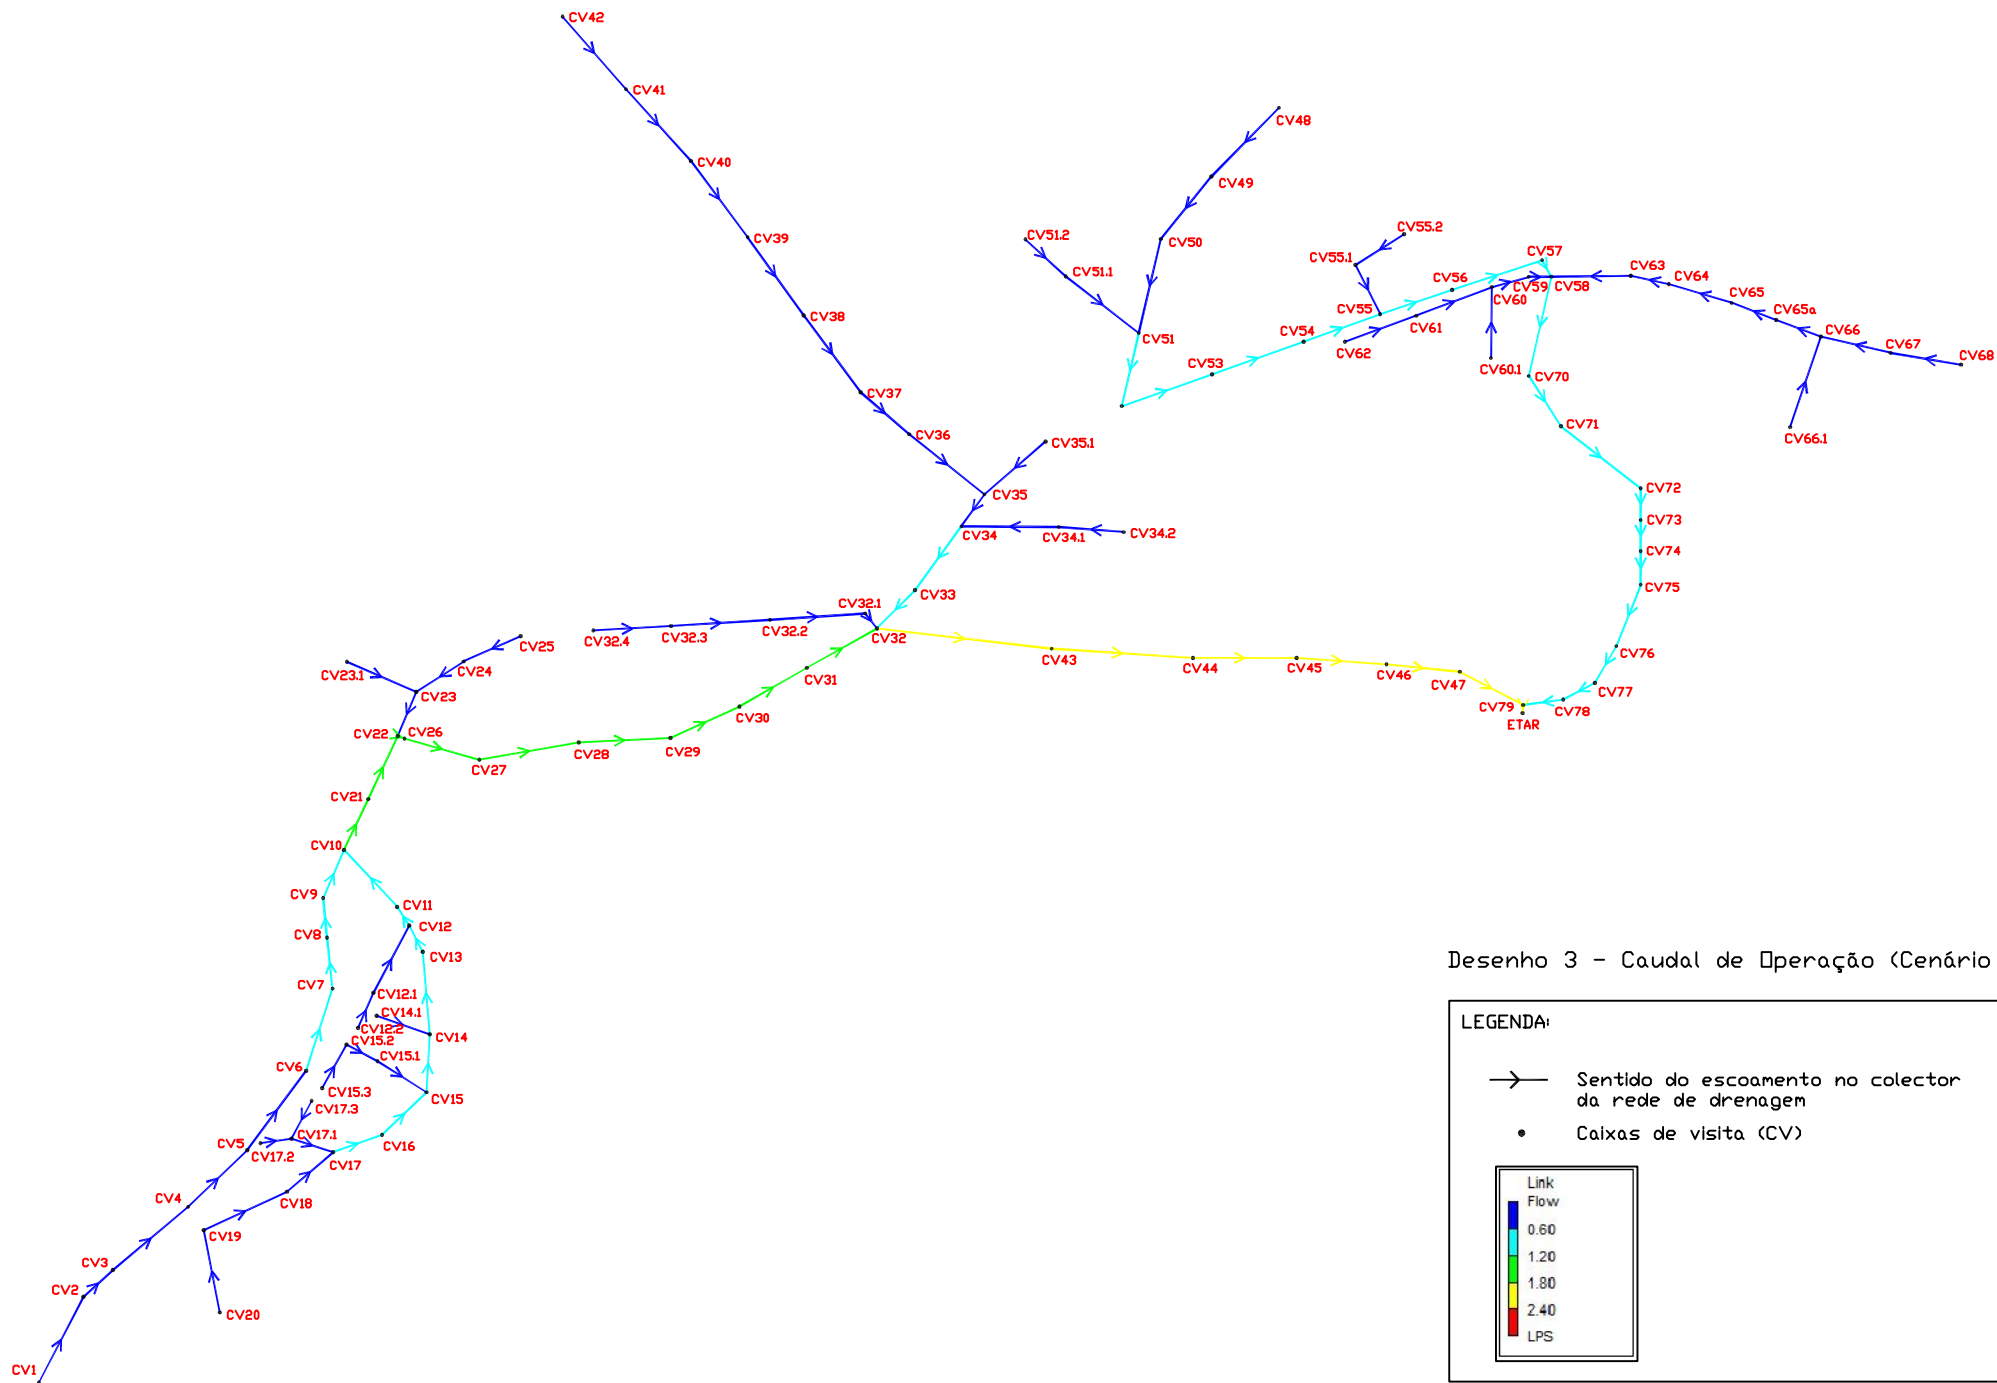 CV42
CV41
CV48
CV40
CV49
CV55.2
CV51.2
CV39
CV50
CV57
CV55.1
CV63
CV51.1
CV56
CV64
CV59
CV58
CV60
CV65
CV55
CV65a
CV38
CV61
CV66
CV54
CV51
CV67
CV62
CV68
CV53
CV60.1
CV70
CV37
CV71
CV36
CV66.1
CV35.1
CV72
CV35
CV73
CV34
CV34.1
CV34.2
CV74
CV75
CV33
CV32.1
CV32.2
CV32.3
CV32.4
CV32
CV25
CV76
CV43
CV44
CV45
CV24
CV23.1
CV46
CV47
CV23
CV77
CV79
CV78
ETAR
CV31
CV30
CV22
CV26
CV29
CV28
CV27
CV21
CV10
CV9
CV11
CV12
CV8
CV13
CV7
CV12.1
CV14.1
CV12.2
CV14
CV15.2
CV15.1
CV6
CV15.3
CV15
CV17.3
CV17.1
CV5
CV16
CV17.2
CV17
CV4
CV18
CV19
CV3
CV2
CV20
CV1
Desenho 3 - Caudal de Operação (Cenário
LEGENDA:
Sentido do escoamento no colector
da rede de drenagem
Caixas de visita (CV)
Link
Flow
0.60
1.20
1.80
2.40
LPS